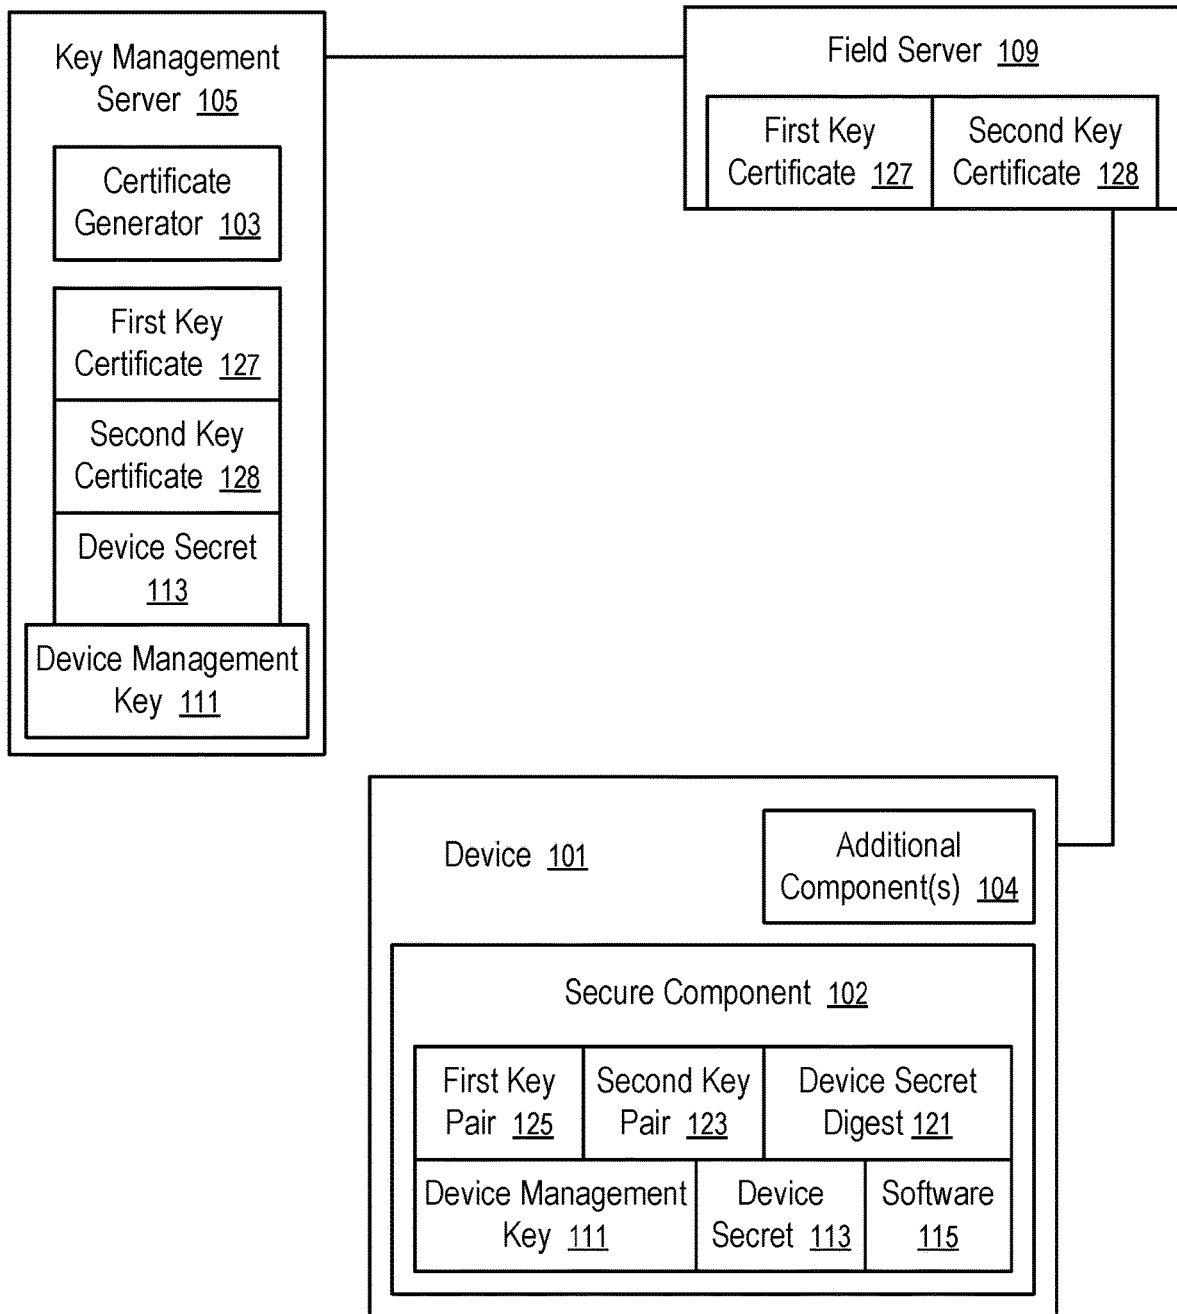 Key Management
Server 105
Certificate
Generator 103
First Key
Certificate 127
Second Key
Certificate 128
Device Secret
113
Device Management
Key 111
Field Server 109
First Key
Certificate 127
Second Key
Certificate 128
Device 101
Additional
Component(s) 104
Secure Component 102
First Key
Pair 125
Second Key
Pair 123
Device Secret
Digest 121
Device Management
Key 111
Device
Secret 113
Software
115